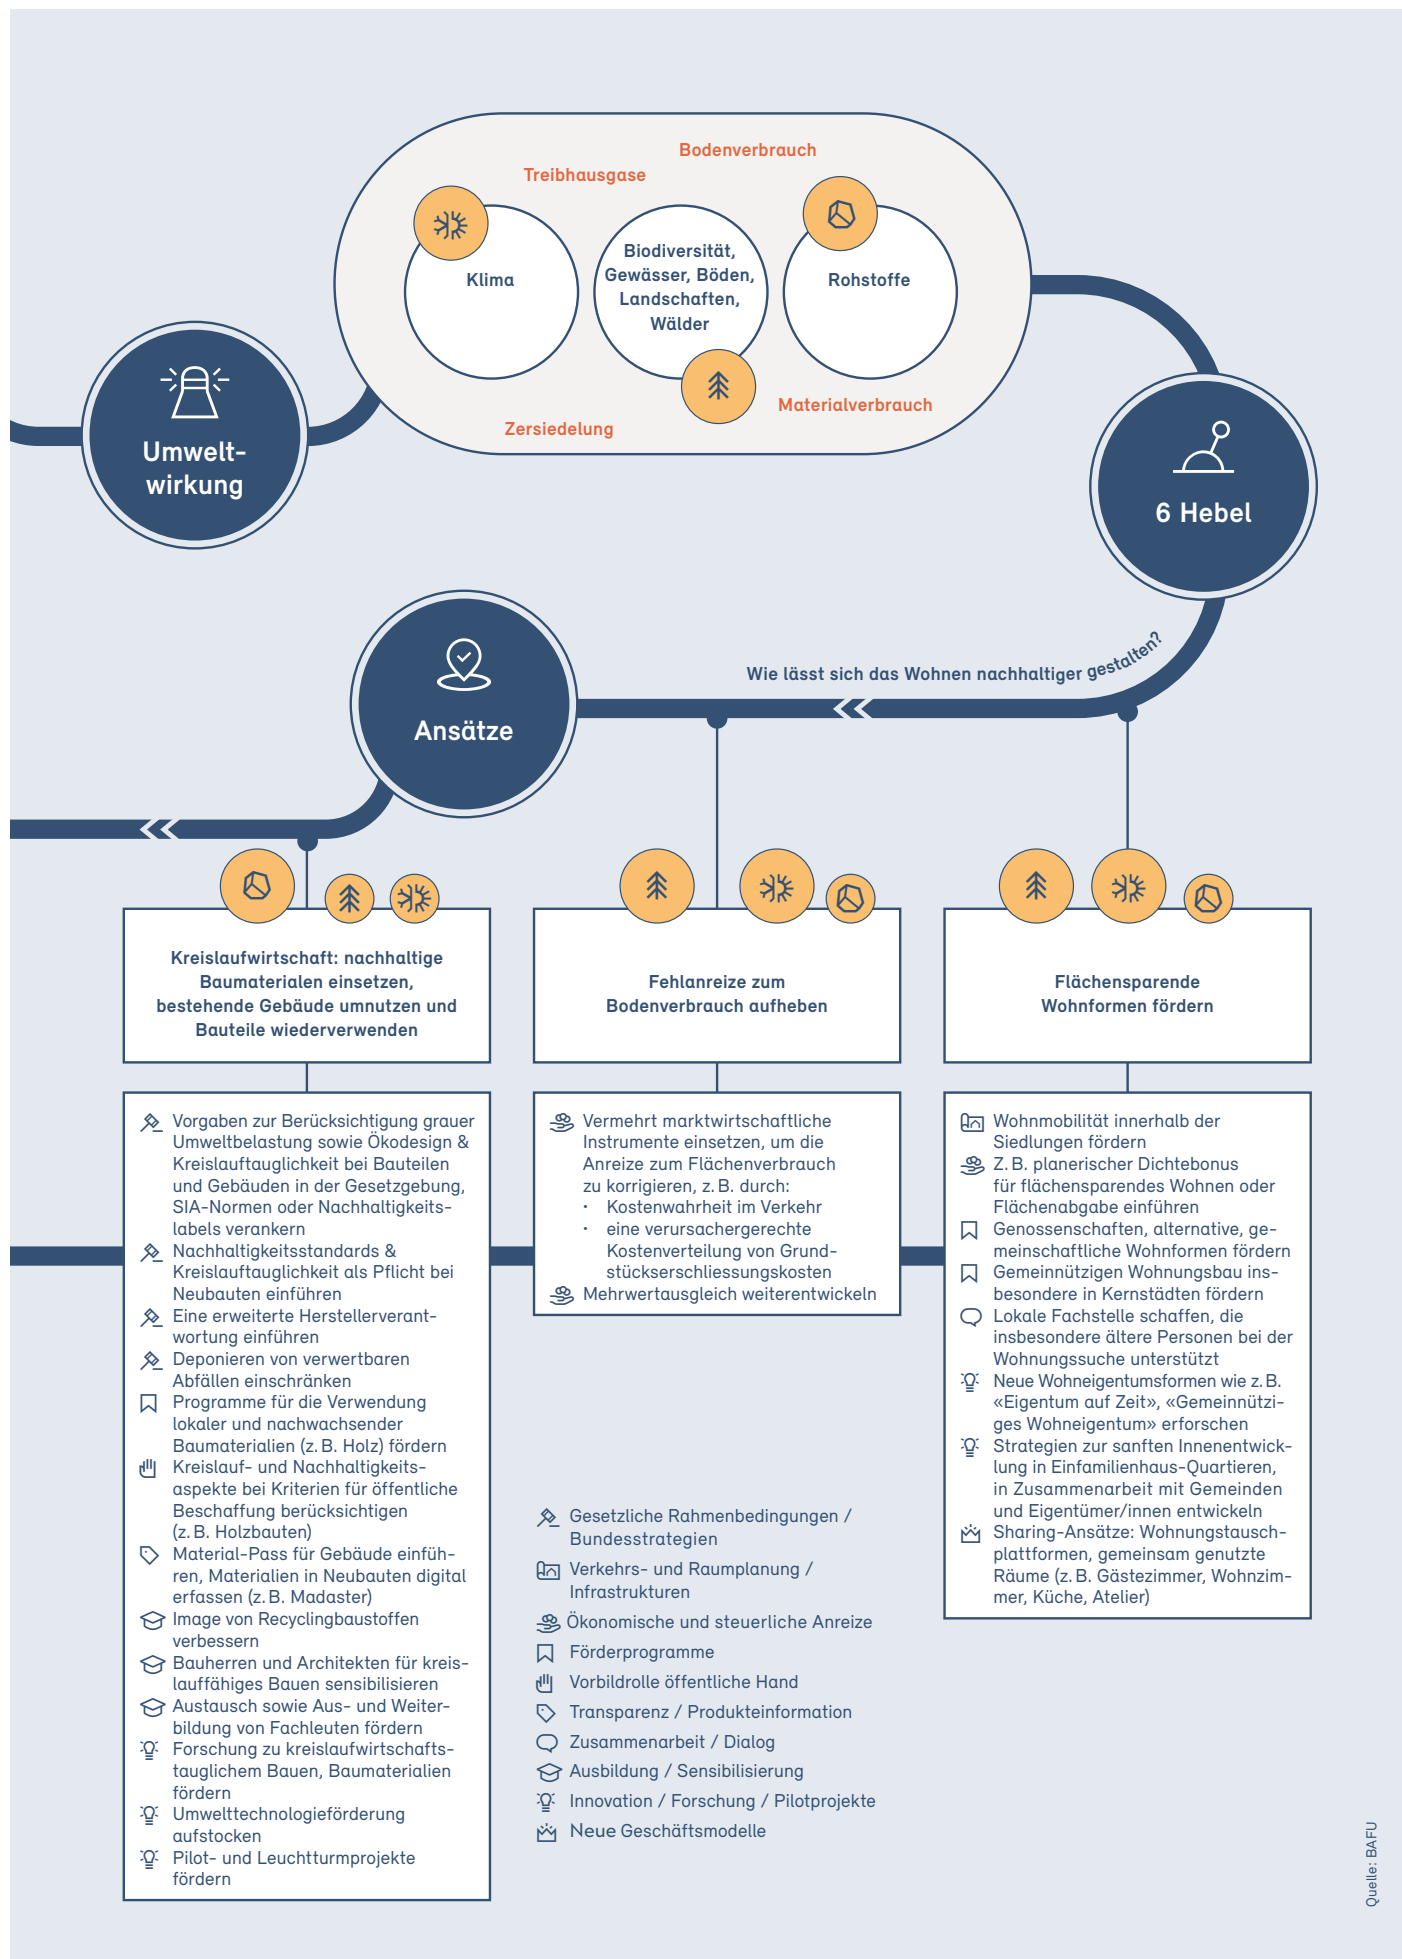 Bodenverbrauch
Treibhausgase
Klima
Biodiversität,
Gewässer, Böden,
Landschaften,
Wälder
Rohstoffe
Materialverbrauch
Zersiedelung
Umwelt-
wirkung
6 Hebel
Wie lässt sich das Wohnen nachhaltiger gestalten?
Ansätze
Kreislaufwirtschaft: nachhaltige
Baumaterialen einsetzen,
bestehende Gebäude umnutzen und
Bauteile wiederverwenden
Vorgaben zur Berücksichtigung grauer
Umweltbelastung sowie Ökodesign &
Kreislauftauglichkeit bei Bauteilen
und Gebäuden in der Gesetzgebung,
SIA-Normen oder Nachhaltigkeits-
labels verankern
Nachhaltigkeitsstandards &
Kreislauftauglichkeit als Pflicht bei
Neubauten einführen
Eine erweiterte Herstellerverant-
wortung einführen
Deponieren von verwertbaren
Abfällen einschränken
Programme für die Verwendung
lokaler und nachwachsender
Baumaterialien (z. B. Holz) fördern
Kreislauf- und Nachhaltigkeits-
aspekte bei Kriterien für öffentliche
Beschaffung berücksichtigen
(z. B. Holzbauten)
Material-Pass für Gebäude einfüh-
ren, Materialien in Neubauten digital
erfassen (z. B. Madaster)
Image von Recyclingbaustoffen
verbessern
Bauherren und Architekten für kreis-
lauffähiges Bauen sensibilisieren
Austausch sowie Aus- und Weiter-
bildung von Fachleuten fördern
Forschung zu kreislaufwirtschafts-
tauglichem Bauen, Baumaterialien
fördern
Umwelttechnologieförderung
aufstocken
Pilot- und Leuchtturmprojekte
fördern
Fehlanreize zum
Bodenverbrauch aufheben
Vermehrt marktwirtschaftliche
Instrumente einsetzen, um die
Anreize zum Flächenverbrauch
zu korrigieren, z. B. durch:
• Kostenwahrheit im Verkehr
• eine verursachergerechte
Kostenverteilung von Grund-
stückserschliessungskosten
Mehrwertausgleich weiterentwickeln
Flächensparende
Wohnformen fördern
Wohnmobilität innerhalb der
Siedlungen fördern
Z. B. planerischer Dichtebonus
für flächensparendes Wohnen oder
Flächenabgabe einführen
Genossenschaften, alternative, ge-
meinschaftliche Wohnformen fördern
Gemeinnützigen Wohnungsbau ins-
besondere in Kernstädten fördern
Lokale Fachstelle schaffen, die
insbesondere ältere Personen bei der
Wohnungssuche unterstützt
Neue Wohneigentumsformen wie z. B.
«Eigentum auf Zeit», «Gemeinnützi-
ges Wohneigentum» erforschen
Strategien zur sanften Innenentwick-
lung in Einfamilienhaus-Quartieren,
in Zusammenarbeit mit Gemeinden
und Eigentümer/innen entwickeln
Sharing-Ansätze: Wohnungstausch-
plattformen, gemeinsam genutzte
Räume (z. B. Gästezimmer, Wohnzim-
mer, Küche, Atelier)
Gesetzliche Rahmenbedingungen /
Bundesstrategien
Verkehrs- und Raumplanung /
Infrastrukturen
Ökonomische und steuerliche Anreize
Förderprogramme
Vorbildrolle öffentliche Hand
Transparenz / Produkteinformation
Zusammenarbeit / Dialog
Ausbildung / Sensibilisierung
Innovation / Forschung / Pilotprojekte
Neue Geschäftsmodelle
Quelle: BAFU